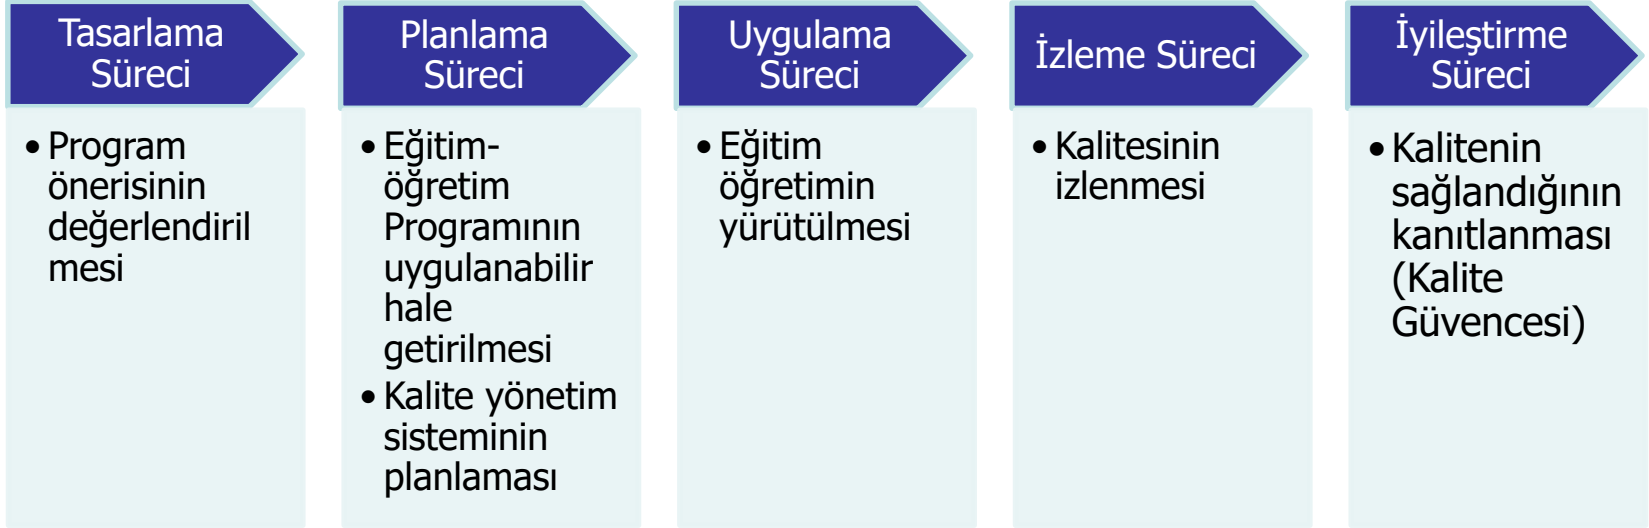 Tasarlama
Süreci
• Program
önerisinin
değerlendiril
mesi
Planlama
Süreci
• Eğitim-
öğretim
Programının
uygulanabilir
hale
getirilmesi
• Kalite yönetim
sisteminin
planlaması
Uygulama
Süreci
• Eğitim
öğretimin
yürütülmesi
İzleme Süreci
• Kalitesinin
izlenmesi
İyileştirme
Süreci
• Kalitenin
sağlandığının
kanıtlanması
(Kalite
Güvencesi)